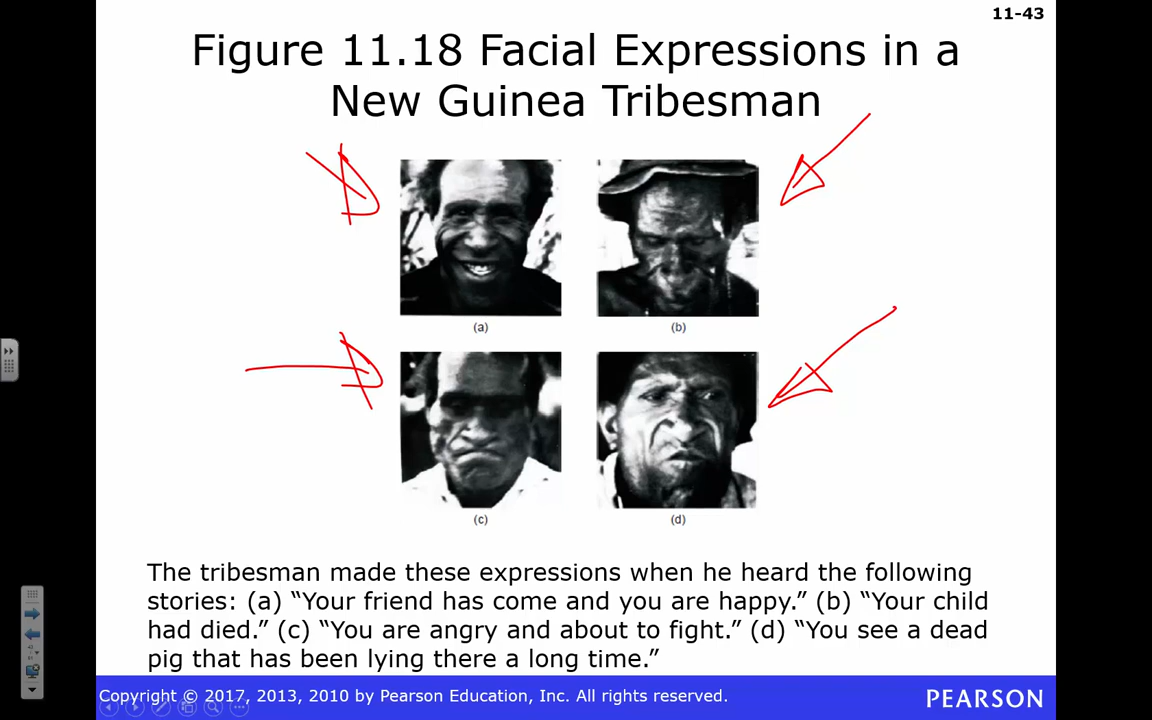 11-43
Figure 11.18 Facial Expressions in a
New Guinea Tribesman
(a)
(b)
(c)
(d)
The tribesman made these expressions when he heard the following
stories: (a) “Your friend has come and you are happy.” (b) “Your child
had died.” (c) “You are angry and about to fight.” (d) “You see a dead
pig that has been lying there a long time.”
Copyright © 2017, 2013, 2010 by Pearson Education, Inc. All rights reserved.
PEARSON